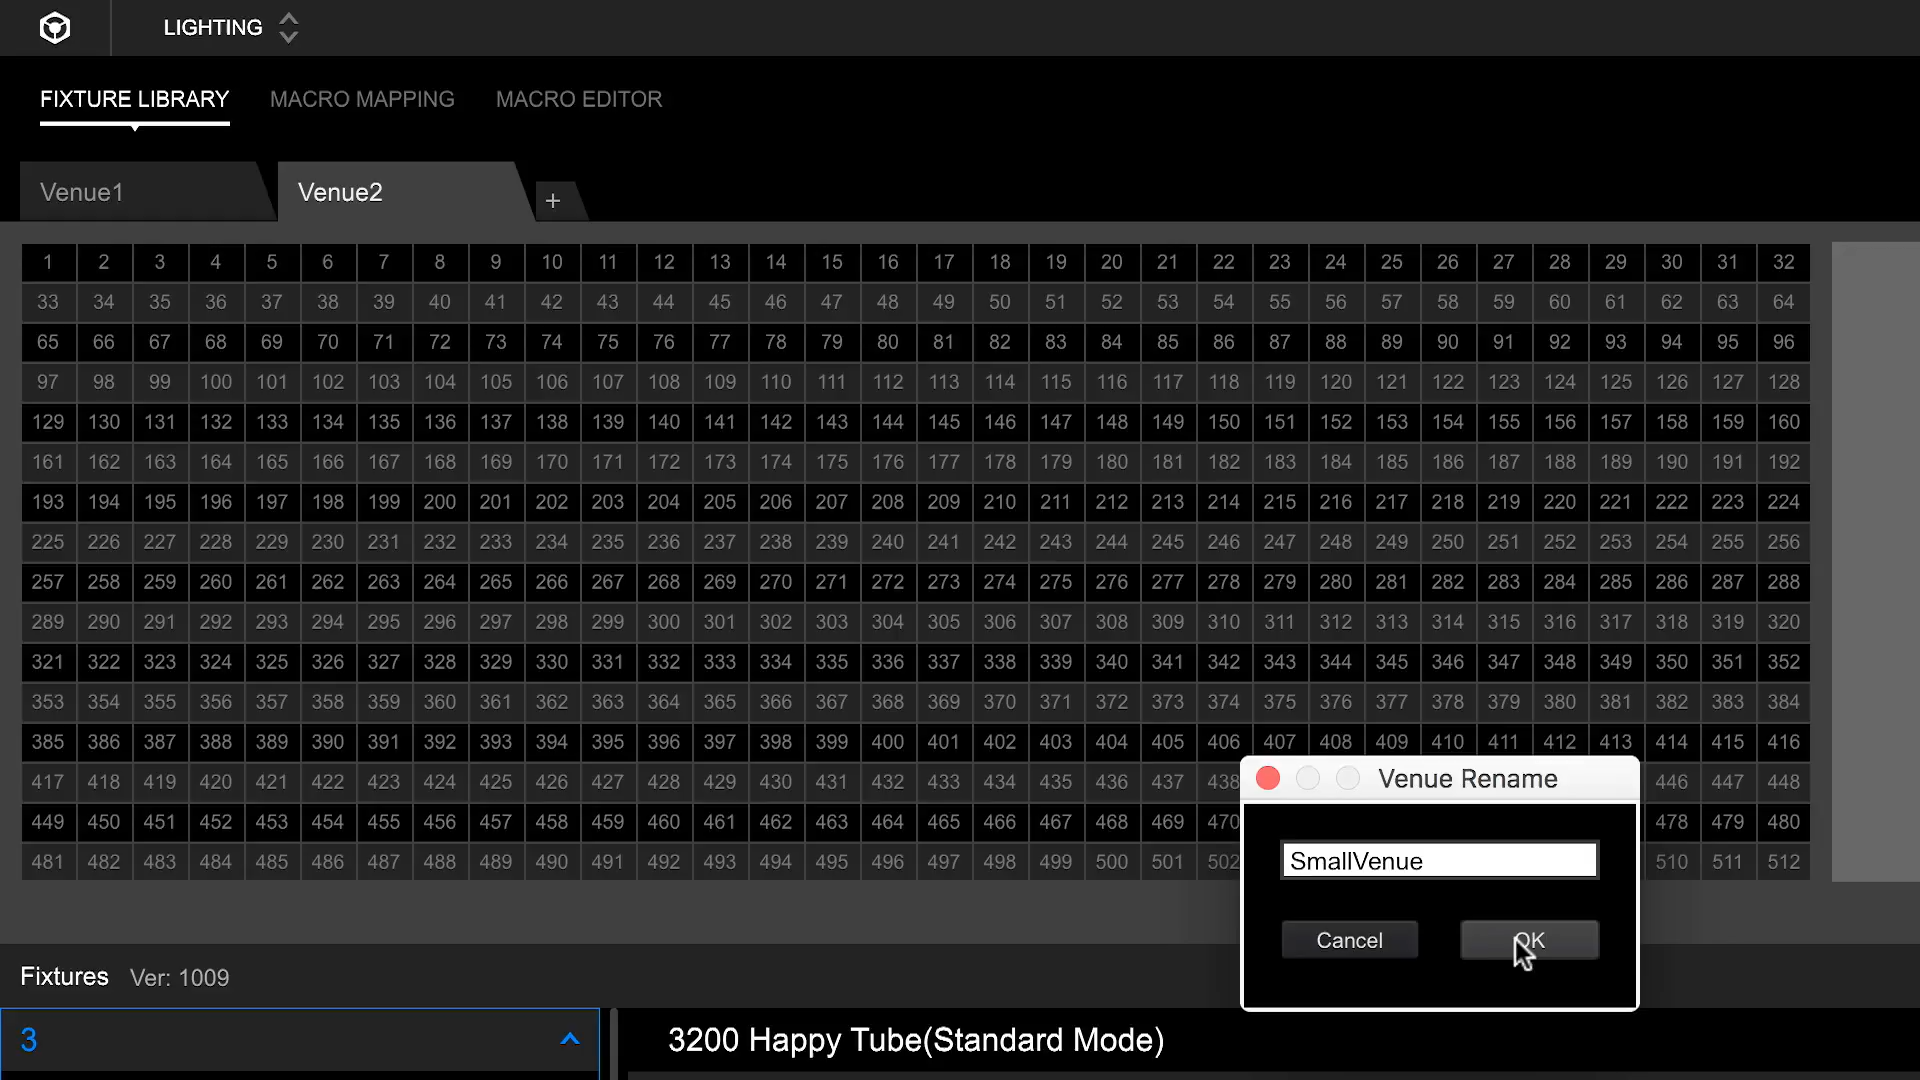 LIGHTING
FIXTURE LIBRARY MACRO MAPPING MACRO EDITOR
Venue1 Venue2 +
1 2 3 4 5 6 7 8 9 10 11 12 13 14 15 16 17 18 19 20 21 22 23 24 25 26 27 28 29 30 31 32
33 34 35 36 37 38 39 40 41 42 43 44 45 46 47 48 49 50 51 52 53 54 55 56 57 58 59 60 61 62 63 64
65 66 67 68 69 70 71 72 73 74 75 76 77 78 79 80 81 82 83 84 85 86 87 88 89 90 91 92 93 94 95 96
97 98 99 100 101 102 103 104 105 106 107 108 109 110 111 112 113 114 115 116 117 118 119 120 121 122 123 124 125 126 127 128
129 130 131 132 133 134 135 136 137 138 139 140 141 142 143 144 145 146 147 148 149 150 151 152 153 154 155 156 157 158 159 160
161 162 163 164 165 166 167 168 169 170 171 172 173 174 175 176 177 178 179 180 181 182 183 184 185 186 187 188 189 190 191 192
193 194 195 196 197 198 199 200 201 202 203 204 205 206 207 208 209 210 211 212 213 214 215 216 217 218 219 220 221 222 223 224
225 226 227 228 229 230 231 232 233 234 235 236 237 238 239 240 241 242 243 244 245 246 247 248 249 250 251 252 253 254 255 256
257 258 259 260 261 262 263 264 265 266 267 268 269 270 271 272 273 274 275 276 277 278 279 280 281 282 283 284 285 286 287 288
289 290 291 292 293 294 295 296 297 298 299 300 301 302 303 304 305 306 307 308 309 310 311 312 313 314 315 316 317 318 319 320
321 322 323 324 325 326 327 328 329 330 331 332 333 334 335 336 337 338 339 340 341 342 343 344 345 346 347 348 349 350 351 352
353 354 355 356 357 358 359 360 361 362 363 364 365 366 367 368 369 370 371 372 373 374 375 376 377 378 379 380 381 382 383 384
385 386 387 388 389 390 391 392 393 394 395 396 397 398 399 400 401 402 403 404 405 406 407 408 409 410 411 412 413 414 415 416
417 418 419 420 421 422 423 424 425 426 427 428 429 430 431 432 433 434 435 436 437 438 446 447 448
449 450 451 452 453 454 455 456 457 458 459 460 461 462 463 464 465 466 467 468 469 470 478 479 480
481 482 483 484 485 486 487 488 489 490 491 492 493 494 495 496 497 498 499 500 501 502 510 511 512
Venue Rename
SmallVenue
Cancel OK
Fixtures Ver: 1009
3
3200 Happy Tube(Standard Mode)